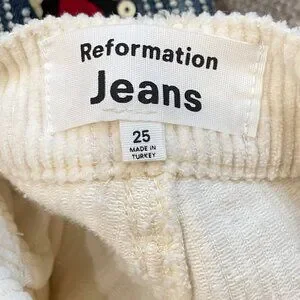 Reformation
Jeans
25
MADE IN
TURKEY